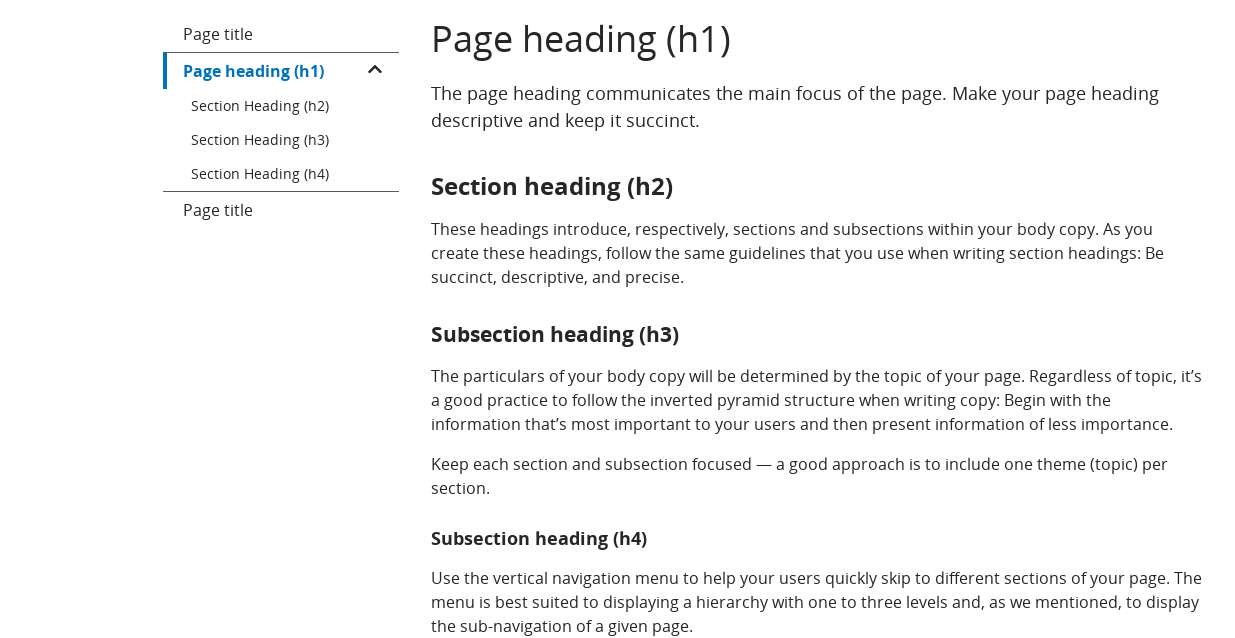 Page title
Page heading (h1)
Section Heading (h2)
Section Heading (h3)
Section Heading (h4)
Page title
Page heading (h1)
The page heading communicates the main focus of the page. Make your page heading
descriptive and keep it succinct.
Section heading (h2)
These headings introduce, respectively, sections and subsections within your body copy. As you
create these headings, follow the same guidelines that you use when writing section headings: Be
succinct, descriptive, and precise.
Subsection heading (h3)
The particulars of your body copy will be determined by the topic of your page. Regardless of topic, it’s
a good practice to follow the inverted pyramid structure when writing copy: Begin with the
information that’s most important to your users and then present information of less importance.
Keep each section and subsection focused — a good approach is to include one theme (topic) per
section.
Subsection heading (h4)
Use the vertical navigation menu to help your users quickly skip to different sections of your page. The
menu is best suited to displaying a hierarchy with one to three levels and, as we mentioned, to display
the sub-navigation of a given page.